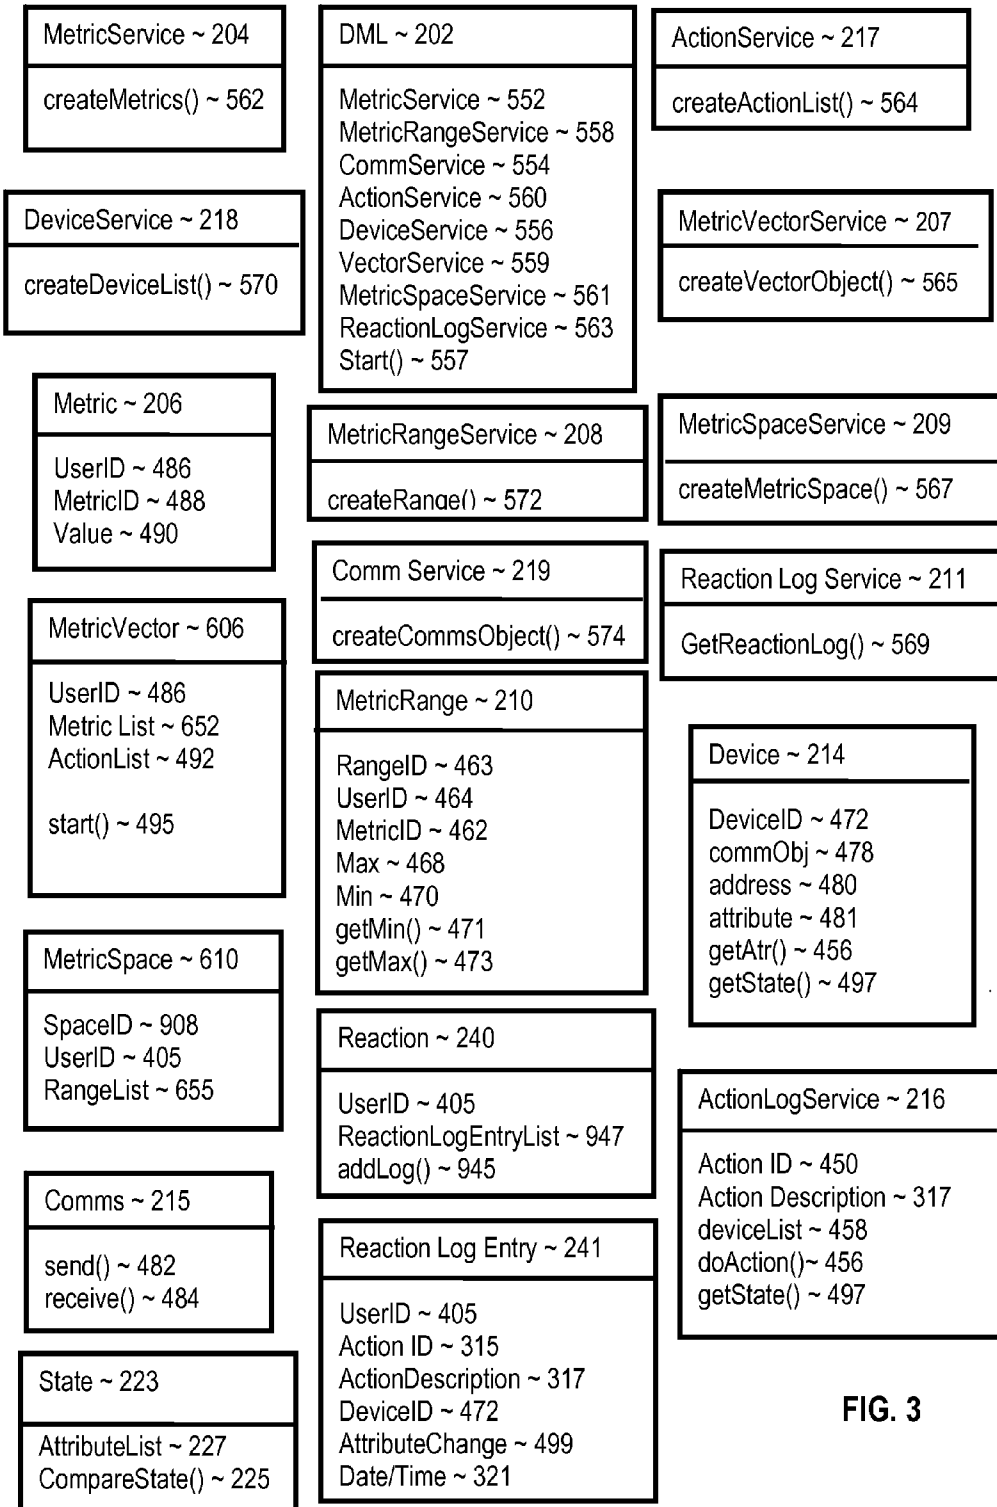 MetricService ~ 204
createMetrics() ~ 562
DeviceService ~ 218
createDeviceList() ~ 570
Metric ~ 206
UserID ~ 486
MetricID ~ 488
Value ~ 490
MetricVector ~ 606
UserID ~ 486
Metric List ~ 652
ActionList ~ 492
start() ~ 495
MetricSpace ~ 610
SpaceID ~ 908
UserID ~ 405
RangeList ~ 655
Comms ~ 215
send() ~ 482
receive() ~ 484
State ~ 223
AttributeList ~ 227
CompareState() ~ 225
DML ~ 202
MetricService ~ 552
MetricRangeService ~ 558
CommService ~ 554
ActionService ~ 560
DeviceService ~ 556
VectorService ~ 559
MetricSpaceService ~ 561
ReactionLogService ~ 563
Start() ~ 557
MetricRangeService ~ 208
createRange() ~ 572
Comm Service ~ 219
createCommsObject() ~ 574
MetricRange ~ 210
RangeID ~ 463
UserID ~ 464
MetricID ~ 462
Max ~ 468
Min ~ 470
getMin() ~ 471
getMax() ~ 473
Reaction ~ 240
UserID ~ 405
ReactionLogEntryList ~ 947
addLog() ~ 945
Reaction Log Entry ~ 241
UserID ~ 405
Action ID ~ 315
ActionDescription ~ 317
DeviceID ~ 472
AttributeChange ~ 499
Date/Time ~ 321
ActionService ~ 217
createActionList() ~ 564
MetricVectorService ~ 207
createVectorObject() ~ 565
MetricSpaceService ~ 209
createMetricSpace() ~ 567
Reaction Log Service ~ 211
GetReactionLog() ~ 569
Device ~ 214
DeviceID ~ 472
commObj ~ 478
address ~ 480
attribute ~ 481
getAtr() ~ 456
getState() ~ 497
ActionLogService ~ 216
Action ID ~ 450
Action Description ~ 317
deviceList ~ 458
doAction()~ 456
getState() ~ 497
FIG. 3